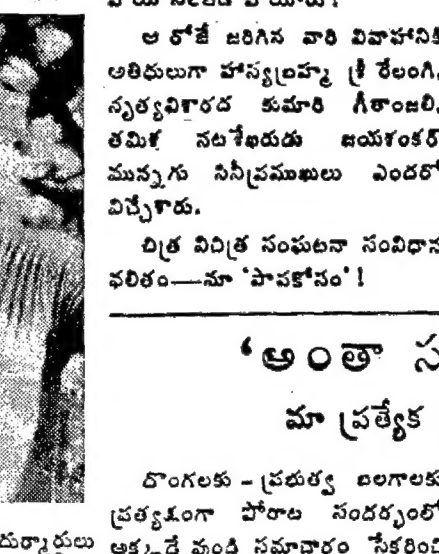 ఆ రోజే జరిగిన వారి వివాహానికి
అతిథులుగా హాస్యబ్రహ్మ శ్రీ రేలంగి,
నృత్యవిశారద కుమారి గీతాంజలి,
తమిళ నటశేఖరుడు జయశంకర్
మున్నగు సినీప్రముఖులు ఎందరో
విచ్చేశారు.
చిత్ర విచిత్ర సంఘటనా సంవిధాన
ఫలితం—మా 'పాపకోసం'!
'అంతా స
మా ప్రత్యేక
దొంగలకు - ప్రభుత్వ బలగాలకు
ప్రత్యక్షంగా పోరాట సందర్భంలో
దుర్మార్గులు
అక్కడే వుండి సమాచారం సేకరించి